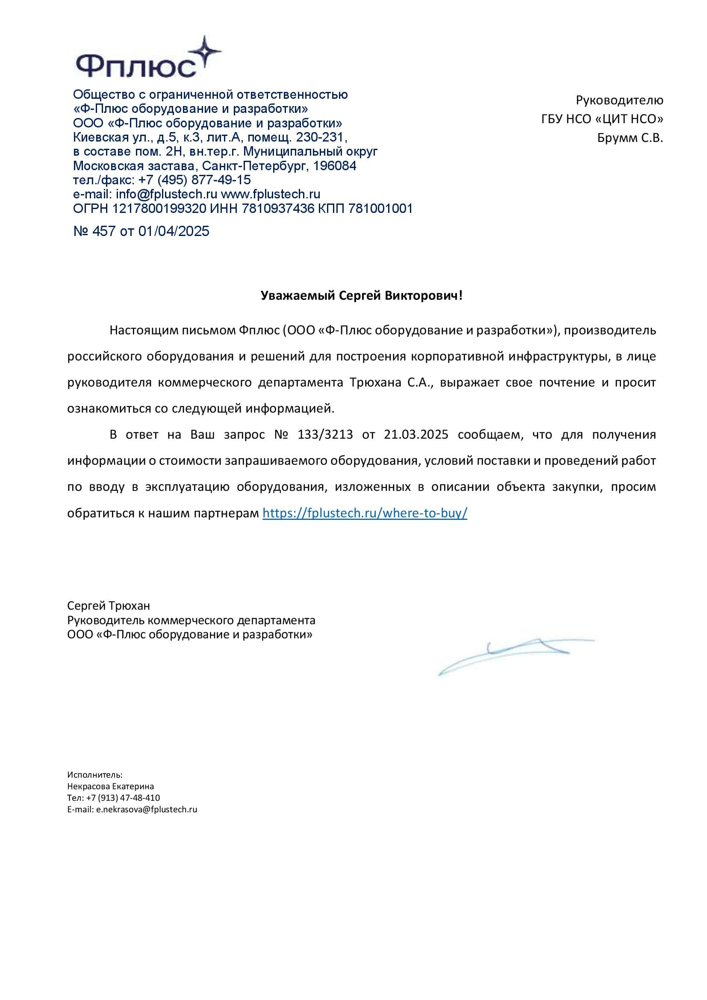 Фплюс
Общество с ограниченной ответственностью
«Ф-Плюс оборудование и разработки»
ООО «Ф-Плюс оборудование и разработки»
Киевская ул., д.5, к.3, лит.А, помещ. 230-231,
в составе пом. 2Н, вн.тер.г. Муниципальный округ
Московская застава, Санкт-Петербург, 196084
тел./факс: +7 (495) 877-49-15
e-mail: info@fplustech.ru www.fplustech.ru
ОГРН 1217800199320 ИНН 7810937436 КПП 781001001
№ 457 от 01/04/2025
Руководителю
ГБУ НСО «ЦИТ НСО»
Брумм С.В.
Уважаемый Сергей Викторович!
Настоящим письмом Фплюс (ООО «Ф-Плюс оборудование и разработки»), производитель
российского оборудования и решений для построения корпоративной инфраструктуры, в лице
руководителя коммерческого департамента Трюхана С.А., выражает свое почтение и просит
ознакомиться со следующей информацией.
В ответ на Ваш запрос № 133/3213 от 21.03.2025 сообщаем, что для получения
информации о стоимости запрашиваемого оборудования, условий поставки и проведений работ
по вводу в эксплуатацию оборудования, изложенных в описании объекта закупки, просим
обратиться к нашим партнерам https://fplustech.ru/where-to-buy/
Сергей Трюхан
Руководитель коммерческого департамента
ООО «Ф-Плюс оборудование и разработки»
Исполнитель:
Некрасова Екатерина
Тел: +7 (913) 47-48-410
E-mail: e.nekrasova@fplustech.ru